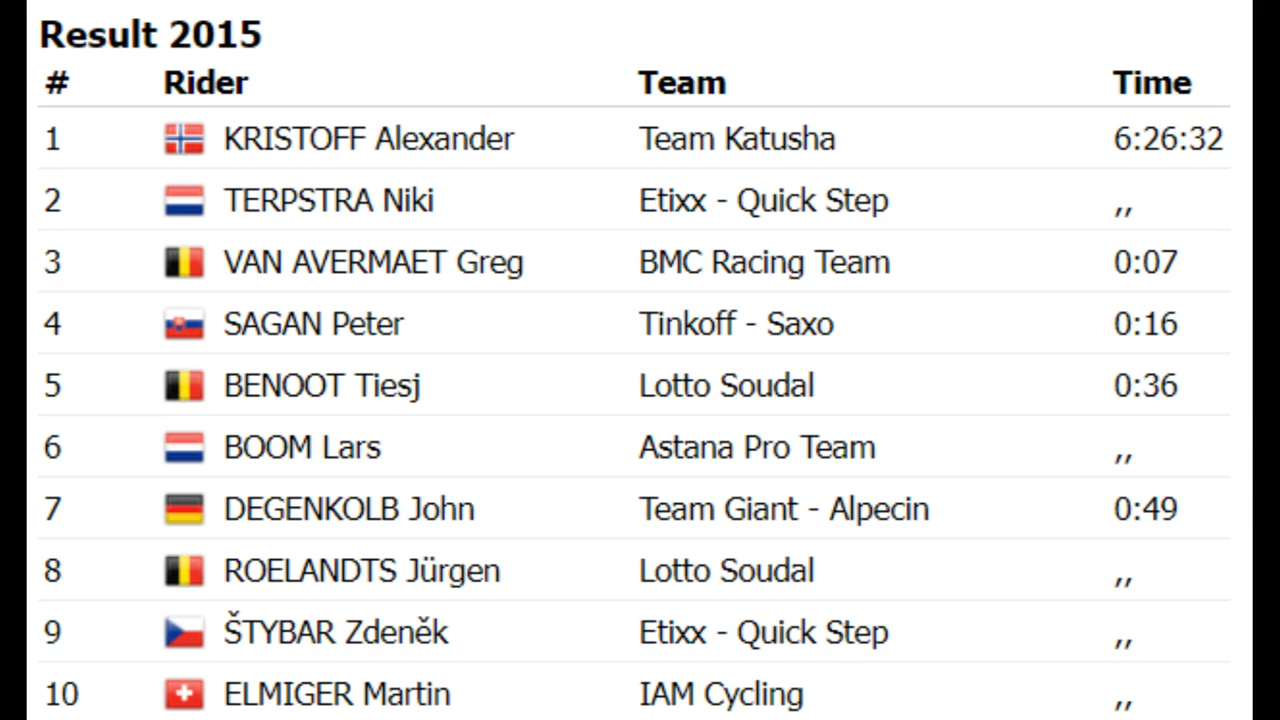 Result 2015
# Rider Team Time
1 KRISTOFF Alexander Team Katusha 6:26:32
2 TERPSTRA Niki Etixx - Quick Step ,,
3 VAN AVERMAET Greg BMC Racing Team 0:07
4 SAGAN Peter Tinkoff - Saxo 0:16
5 BENOOT Tiesj Lotto Soudal 0:36
6 BOOM Lars Astana Pro Team ,,
7 DEGENKOLB John Team Giant - Alpecin 0:49
8 ROELANDTS Jürgen Lotto Soudal ,,
9 ŠTYBAR Zdeněk Etixx - Quick Step ,,
10 ELMIGER Martin IAM Cycling ,,